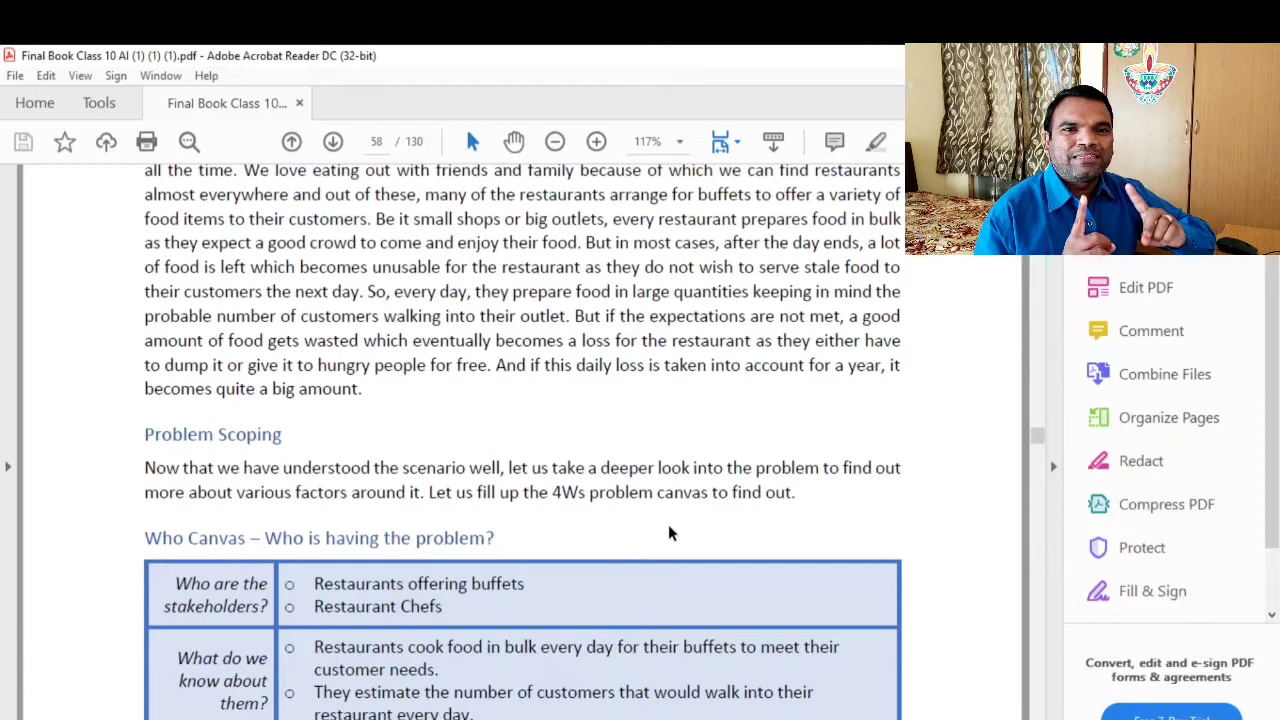 Final Book Class 10 AI (1) (1) (1).pdf - Adobe Acrobat Reader DC (32-bit)
File Edit View Sign Window Help
Home Tools Final Book Class 10... ×
58 / 130 117%
all the time. We love eating out with friends and family because of which we can find restaurants
almost everywhere and out of these, many of the restaurants arrange for buffets to offer a variety of
food items to their customers. Be it small shops or big outlets, every restaurant prepares food in bulk
as they expect a good crowd to come and enjoy their food. But in most cases, after the day ends, a lot
of food is left which becomes unusable for the restaurant as they do not wish to serve stale food to
their customers the next day. So, every day, they prepare food in large quantities keeping in mind the
probable number of customers walking into their outlet. But if the expectations are not met, a good
amount of food gets wasted which eventually becomes a loss for the restaurant as they either have
to dump it or give it to hungry people for free. And if this daily loss is taken into account for a year, it
becomes quite a big amount.
Problem Scoping
Now that we have understood the scenario well, let us take a deeper look into the problem to find out
more about various factors around it. Let us fill up the 4Ws problem canvas to find out.
Who Canvas – Who is having the problem?
Who are the
stakeholders?
o Restaurants offering buffets
o Restaurant Chefs
What do we
know about
them?
o Restaurants cook food in bulk every day for their buffets to meet their
customer needs.
o They estimate the number of customers that would walk into their
restaurant every day.
Edit PDF
Comment
Combine Files
Organize Pages
Redact
Compress PDF
Protect
Fill & Sign
Convert, edit and e-sign PDF
forms & agreements